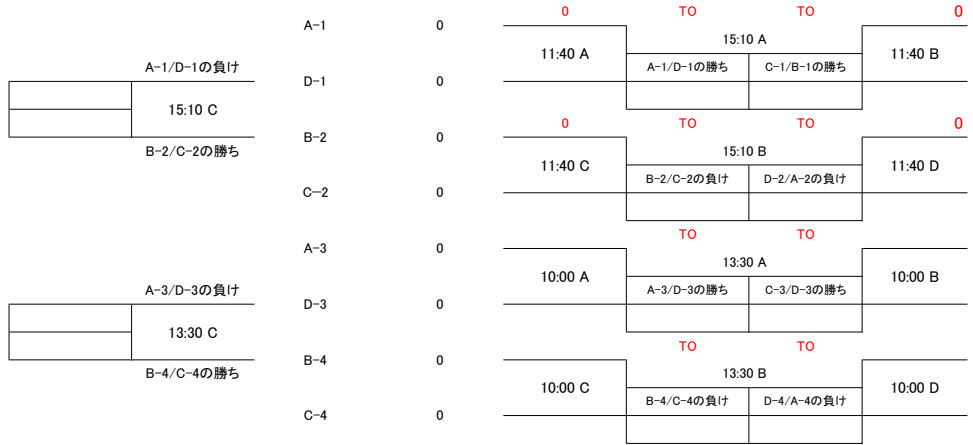 0 TO TO 0
A-1 0
15:10 A
11:40 A 11:40 B
A-1/D-1の負け A-1/D-1の勝ち C-1/B-1の勝ち
D-1 0
15:10 C
0 TO TO 0
B-2 0
15:10 B
B-2/C-2の勝ち
11:40 C 11:40 D
B-2/C-2の負け D-2/A-2の負け
C-2 0
TO TO
A-3 0
13:30 A
10:00 A 10:00 B
A-3/D-3の負け A-3/D-3の勝ち C-3/D-3の勝ち
D-3 0
13:30 C
TO TO
B-4 0
13:30 B
B-4/C-4の勝ち
10:00 C 10:00 D
B-4/C-4の負け D-4/A-4の負け
C-4 0